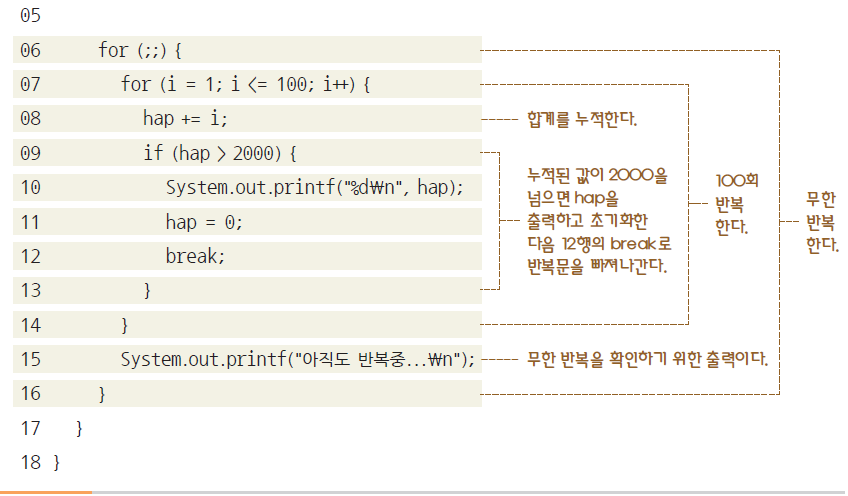 05
06 for (;;) {
07 for (i = 1; i <= 100; i++) {
08 hap += i;
합계를 누적한다.
09 if (hap > 2000) {
10 System.out.printf("%d₩n", hap);
11 hap = 0;
12 break;
13 }
누적된 값이 2000을
넘으면 hap을
출력하고 초기화한
다음 12행의 break로
반복문을 빠져나간다.
100회
반복
한다.
무한
반복
한다.
14 }
15 System.out.printf("아직도 반복중...₩n");
무한 반복을 확인하기 위한 출력이다.
16 }
17 }
18 }